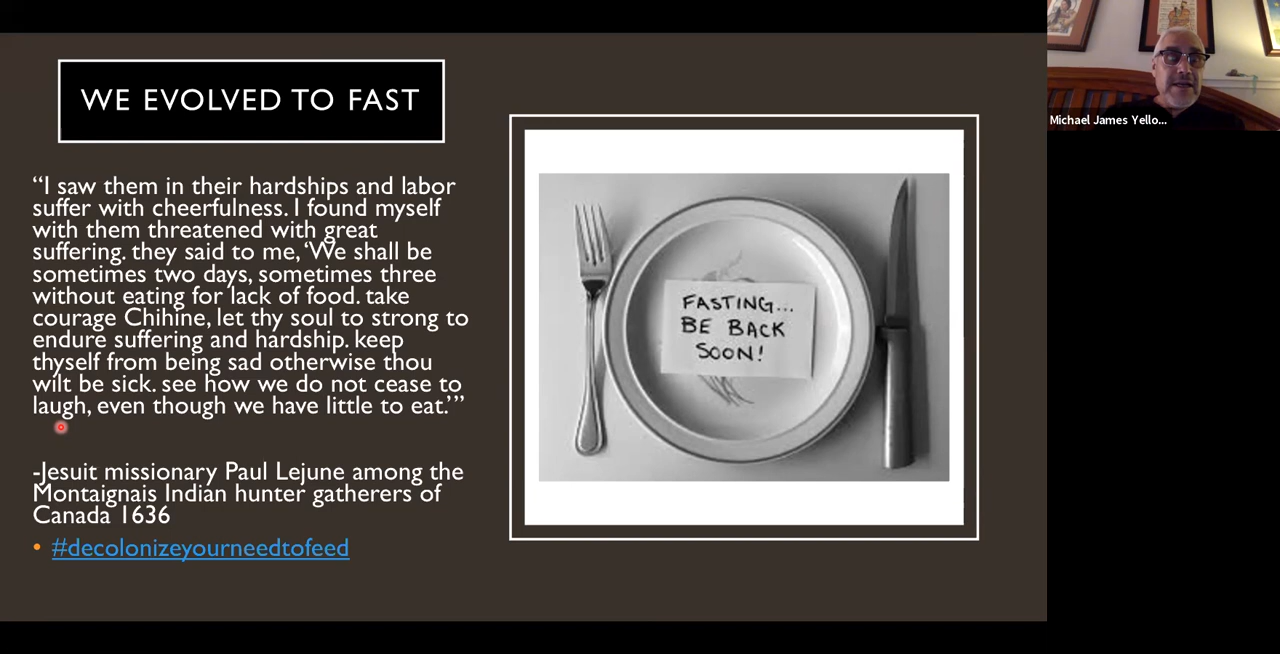 WE EVOLVED TO FAST
“I saw them in their hardships and labor
suffer with cheerfulness. I found myself
with them threatened with great
suffering. they said to me, ‘We shall be
sometimes two days, sometimes three
without eating for lack of food. take
courage Chihine, let thy soul to strong to
endure suffering and hardship. keep
thyself from being sad otherwise thou
wilt be sick. see how we do not cease to
laugh, even though we have little to eat.’”
-Jesuit missionary Paul Lejune among the
Montaignais Indian hunter gatherers of
Canada 1636
• #decolonizeyourneedtofeed
FASTING...
BE BACK
SOON!
Michael James Yello...